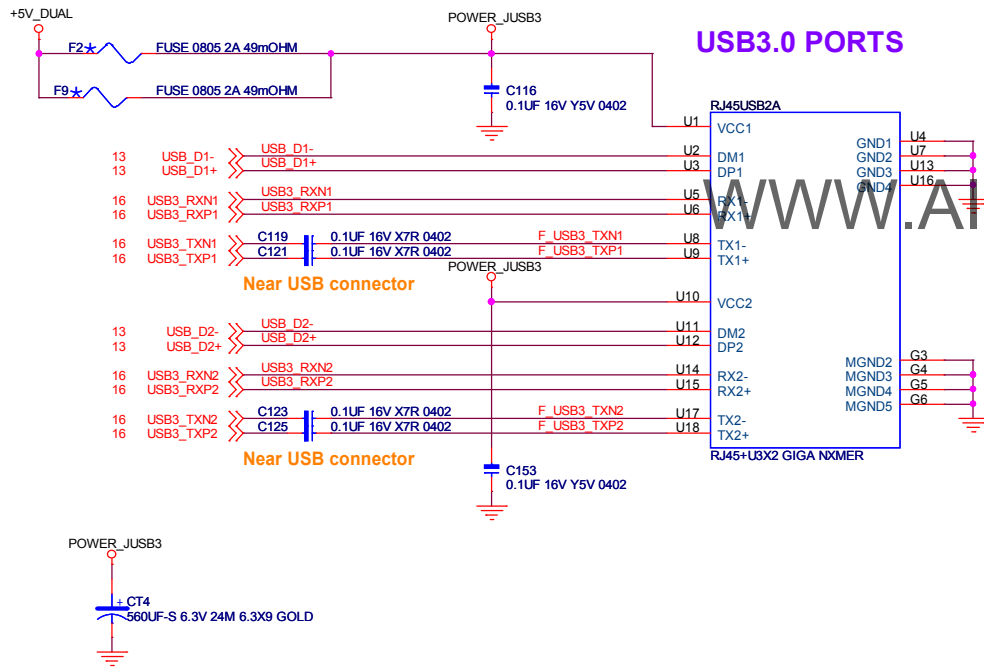 +5V_DUAL
POWER_JUSB3
USB3.0 PORTS
F2* FUSE 0805 2A 49mOHM
F9* FUSE 0805 2A 49mOHM
C116
0.1UF 16V Y5V 0402
RJ45USB2A
U1 VCC1
GND1 U4
GND2 U7
GND3 U13
GND4 U16
13 USB_D1- USB_D1- U2 DM1
13 USB_D1+ USB_D1+ U3 DP1
16 USB3_RXN1 USB3_RXN1 U5 RX1-
16 USB3_RXP1 USB3_RXP1 U6 RX1+
WWW.AI
16 USB3_TXN1 C119 0.1UF 16V X7R 0402 F_USB3_TXN1 U8 TX1-
16 USB3_TXP1 C121 0.1UF 16V X7R 0402 F_USB3_TXP1 U9 TX1+
Near USB connector
POWER_JUSB3
U10 VCC2
13 USB_D2- USB_D2- U11 DM2
13 USB_D2+ USB_D2+ U12 DP2
16 USB3_RXN2 USB3_RXN2 U14 RX2-
16 USB3_RXP2 USB3_RXP2 U15 RX2+
MGND2 G3
MGND3 G4
MGND4 G5
MGND5 G6
16 USB3_TXN2 C123 0.1UF 16V X7R 0402 F_USB3_TXN2 U17 TX2-
16 USB3_TXP2 C125 0.1UF 16V X7R 0402 F_USB3_TXP2 U18 TX2+
Near USB connector
RJ45+U3X2 GIGA NXMER
C153
0.1UF 16V Y5V 0402
POWER_JUSB3
+ CT4
560UF-S 6.3V 24M 6.3X9 GOLD